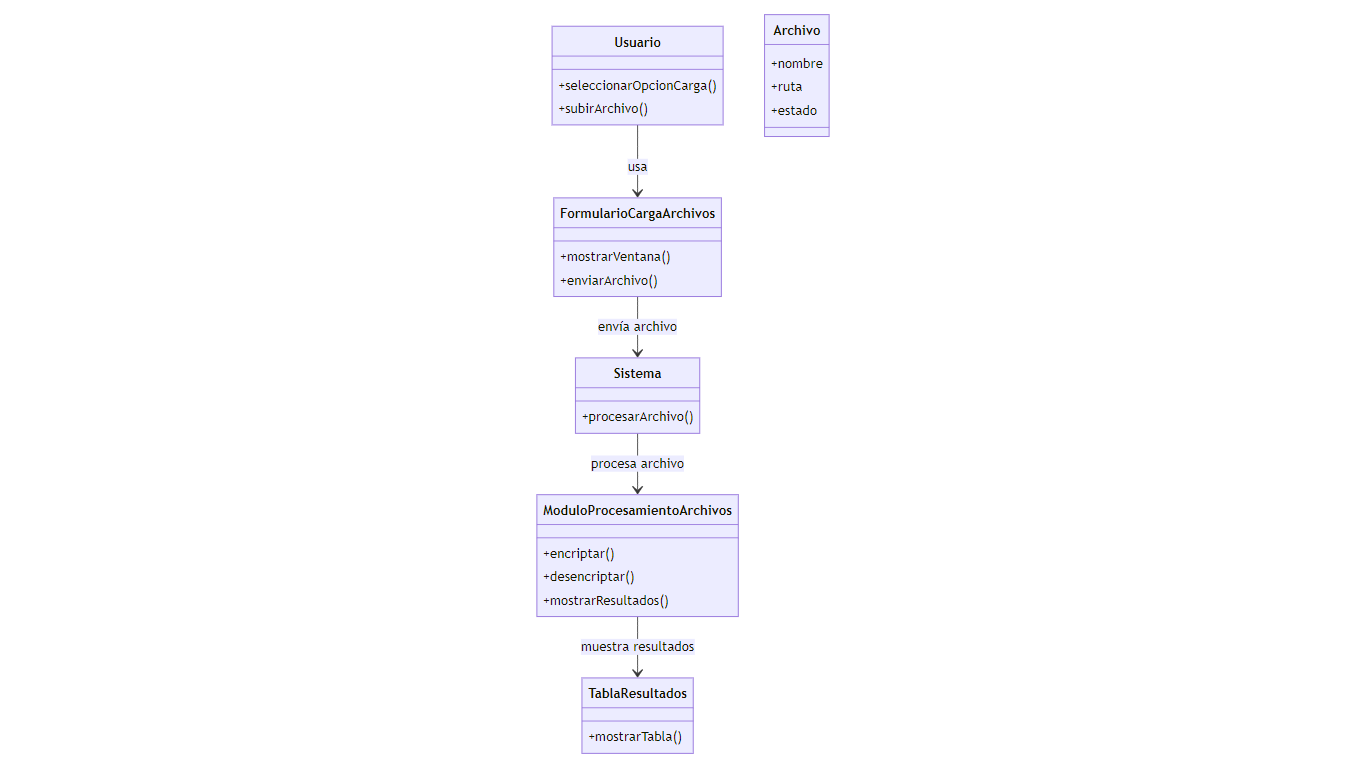 Usuario
+seleccionarOpcionCarga()
+subirArchivo()
Archivo
+nombre
+ruta
+estado
usa
FormularioCargaArchivos
+mostrarVentana()
+enviarArchivo()
envía archivo
Sistema
+procesarArchivo()
procesa archivo
ModuloProcesamientoArchivos
+encriptar()
+desencriptar()
+mostrarResultados()
muestra resultados
TablaResultados
+mostrarTabla()